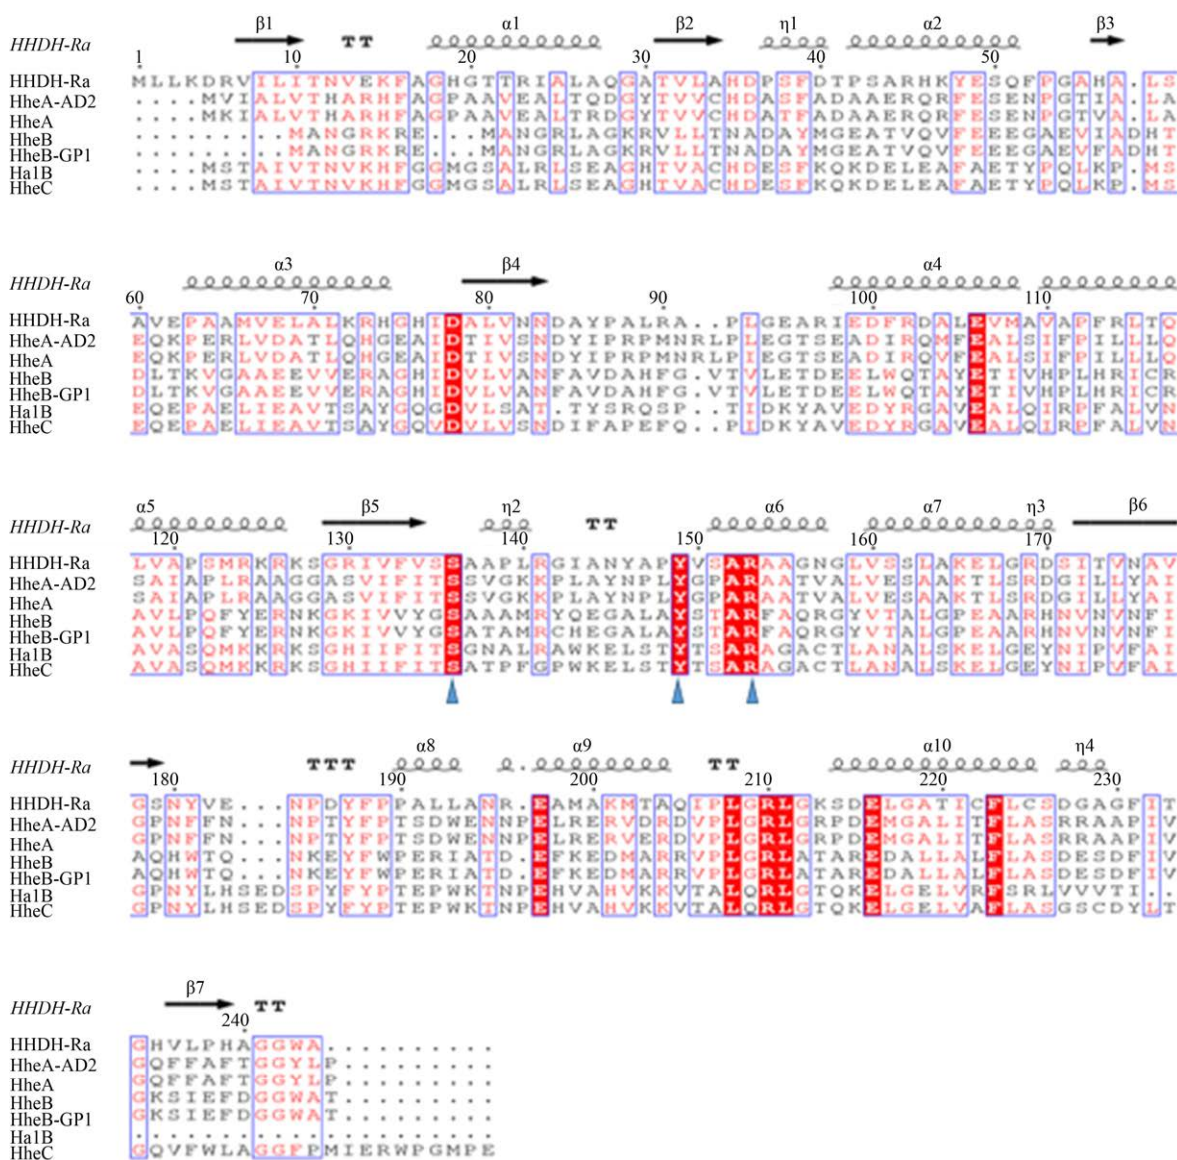 β1 TT α1 β2 η1 α2 β3
HHDH-Ra
1 10 20 30 40 50
HHDH-Ra MLLKDRVILITNVEKFAGHGTTRIALAQGATVLAHDPSFDTPSARHKYESQFPGAHA.LS
HheA-AD2 ....MVIALVTHARHFAGPAAVEALTQDGYTVVCHDASFADAAERQRFESENPGTIA.LA
HheA ....MKIALVTHARHFAGPAAVEALTRDGYTVVCHDATFADAAERQRFESENPGTVA.LA
HheB .........MANGRKRE..MANGRLAGKRVLLTNADAYMGEATVQVFEEEGAEVIADHT
HheB-GP1 .........MANGRKRE..MANGRLAGKRVLLTNADAYMGEATVQVFEEEGAEVFADHT
Ha1B ....MSTAIVTNVKHFGGMGSALRLSEAGHTVACHDESFKQKDELEAFAETYPQLKP.MS
HheC ....MSTAIVTNVKHFGGMGSALRLSEAGHTVACHDESFKQKDELEAFAETYPQLKP.MS
α3 β4 α4
HHDH-Ra
60 70 80 90 100 110
HHDH-Ra AVEPAAMVELALKRHGHIDALVNNDAYPALRA..PLGEARIEDFRDALEVMAVAPFRLTQ
HheA-AD2 EQKPERLVDATLQHGEAIDTIVSNDYIPRPMNRLPLEGTSEADIRQMFEALSIFPILLLQ
HheA EQKPERLVDATLQHGEAIDTIVSNDYIPRPMNRLPIEGTSEADIRQVFEALSIFPILLLQ
HheB DLTKVGAAEEVVERAGHIDVLVANFAVDAHFG.VTVLETDEELWQTAYETIVHPLHRICR
HheB-GP1 DLTKVGAAEEVVERAGHIDVLVANFAVDAHFG.VTVLETDEELWQTAYETIVHPLHRICR
Ha1B EQEPAELIEAVTSAYGQGDVLSAT.TYSRQSP..TIDKYAVEDYRGAVEALQIRPFALVN
HheC EQEPAELIEAVTSAYGQVDVLVSNDIFAPEFQ..PIDKYAVEDYRGAVEALQIRPFALVN
α5 β5 η2 TT α6 α7 η3 β6
HHDH-Ra
120 130 140 150 160 170
HHDH-Ra LVAPSMRKRKSGRIVFVSSAAPLRGIANYAPYVSARAAGNGLVSSLAKELGRDSITVNAV
HheA-AD2 SAIAPLRAAGGASVIFITSSVGKKPLAYNPLYGPARAATVALVESAAKTLSRDGILLYAI
HheA SAIAPLRAAGGASVIFITSSVGKKPLAYNPLYGPARAATVALVESAAKTLSRDGILLYAI
HheB AVLPQFYERNKGKIVVYGSAAAMRYQEGALAYSTARFAQRGYVTALGPEAARHNVNVNFI
HheB-GP1 AVLPQFYERNKGKIVVYGSATAMRCHEGALAYSTARFAQRGYVTALGPEAARHNVNVNFI
Ha1B AVASQMKKRKSGHIIFITSGNALRAWKELSTYTSARAGACTLANALSKELGEYNIPVFAI
HheC AVASQMKKRKSGHIIFITSATPFGPWKELSTYTSARAGACTLANALSKELGEYNIPVFAI
TTT α8 α9 TT α10 η4
HHDH-Ra
180 190 200 210 220 230
HHDH-Ra GSNYVE...NPDYFPPALLANR.EAMAKMTAQIPLGRLGKSDELGATICFLCSDGAGFIT
HheA-AD2 GPNFFN...NPTYFPTSDWENNPELRERVERDVPLGRLGRPDEMGALITFLASRRAAPIV
HheA GPNFFN...NPTYFPTSDWENNPELRERVDRDVPLGRLGRPDEMGALITFLASRRAAPIV
HheB AQHWTQ...NKEYFWPERIATD.EFKEDMARRVPLGRLATAREDALLALFLASDESDFIV
HheB-GP1 AQHWTQ...NKEYFWPERIATD.EFKEDMARRVPLGRLATAREDALLALFLASDESDFIV
Ha1B GPNYLHSEDSPYFYPTEPWKTNPEHVAHVKKVTALQRLGTQKELGELVRFSRLVVVTI..
HheC GPNYLHSEDSPYFYPTEPWKTNPEHVAHVKKVTALQRLGTQKELGELVAFLASGSCDYLT
β7 TT
HHDH-Ra
240
HHDH-Ra GHVLPHAGGWA..........
HheA-AD2 GQFFAFTGGYLP.........
HheA GQFFAFTGGYLP.........
HheB GKSIEFDGGWAT.........
HheB-GP1 GKSIEFDGGWAT.........
Ha1B .....................
HheC GQVFWLAGGFPMIERWPGMPE